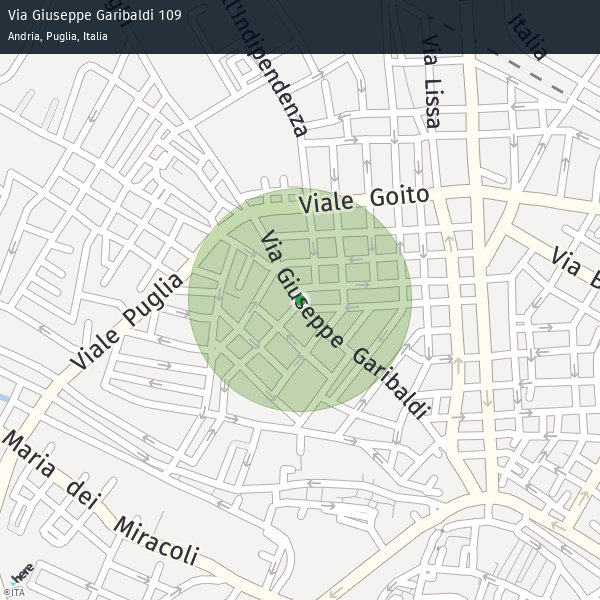 Via Giuseppe Garibaldi 109
Andria, Puglia, Italia
ll'Indipendenza
Via Lissa
Italia
Viale Goito
Via B
Via Giuseppe Garibaldi
Viale Puglia
Maria dei Miracoli
here
©ITA